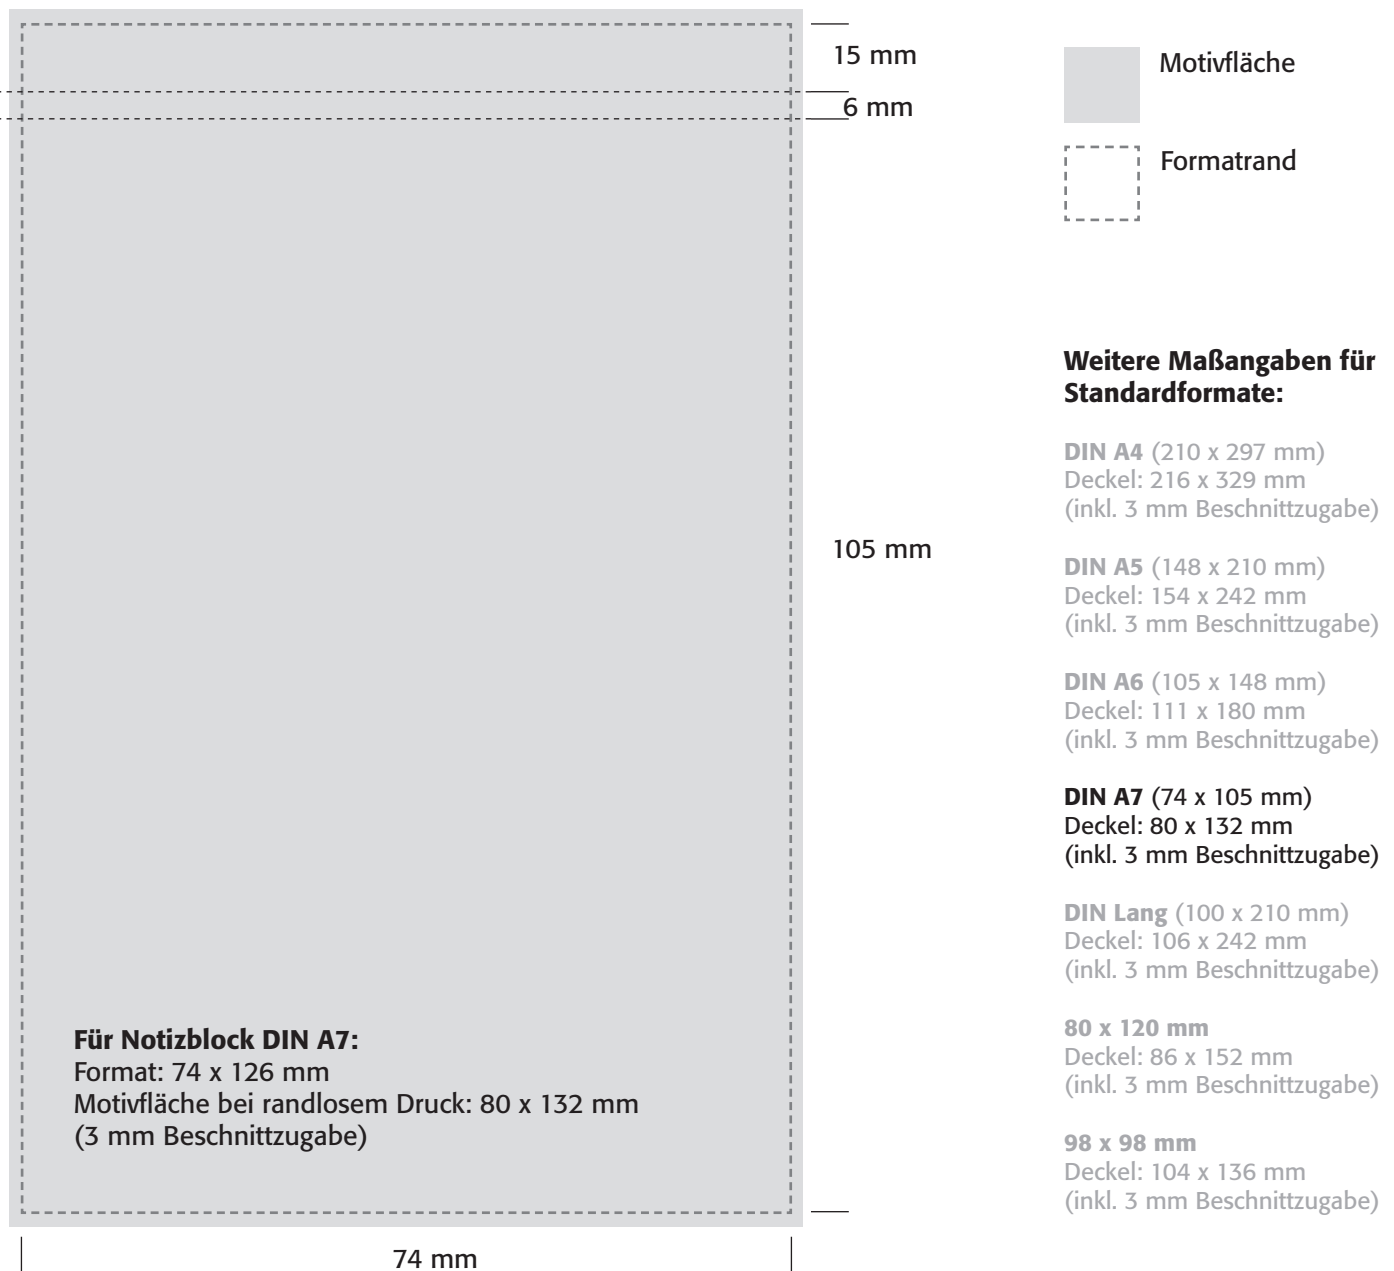 15 mm
6 mm
105 mm
Für Notizblock DIN A7:
Format: 74 x 126 mm
Motivfläche bei randlosem Druck: 80 x 132 mm
(3 mm Beschnittzugabe)
74 mm
Motivfläche
Formatrand
Weitere Maßangaben für
Standardformate:
DIN A4 (210 x 297 mm)
Deckel: 216 x 329 mm
(inkl. 3 mm Beschnittzugabe)
DIN A5 (148 x 210 mm)
Deckel: 154 x 242 mm
(inkl. 3 mm Beschnittzugabe)
DIN A6 (105 x 148 mm)
Deckel: 111 x 180 mm
(inkl. 3 mm Beschnittzugabe)
DIN A7 (74 x 105 mm)
Deckel: 80 x 132 mm
(inkl. 3 mm Beschnittzugabe)
DIN Lang (100 x 210 mm)
Deckel: 106 x 242 mm
(inkl. 3 mm Beschnittzugabe)
80 x 120 mm
Deckel: 86 x 152 mm
(inkl. 3 mm Beschnittzugabe)
98 x 98 mm
Deckel: 104 x 136 mm
(inkl. 3 mm Beschnittzugabe)